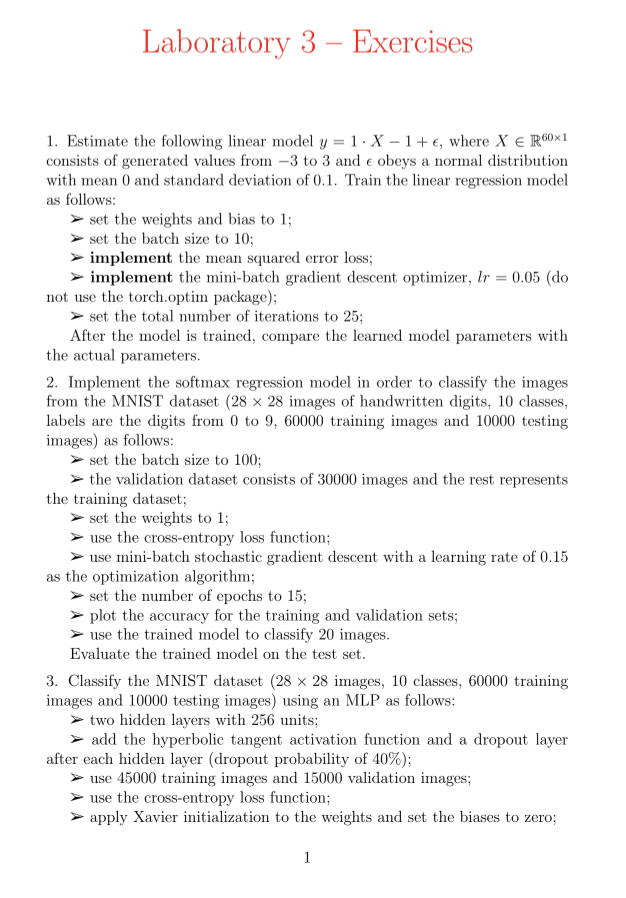 Laboratory 3 – Exercises
1. Estimate the following linear model y = 1 · X − 1 + ϵ, where X ∈ ℝ⁶⁰ˣ¹
consists of generated values from −3 to 3 and ϵ obeys a normal distribution
with mean 0 and standard deviation of 0.1. Train the linear regression model
as follows:
➢ set the weights and bias to 1;
➢ set the batch size to 10;
➢ implement the mean squared error loss;
➢ implement the mini-batch gradient descent optimizer, lr = 0.05 (do
not use the torch.optim package);
➢ set the total number of iterations to 25;
After the model is trained, compare the learned model parameters with
the actual parameters.
2. Implement the softmax regression model in order to classify the images
from the MNIST dataset (28 × 28 images of handwritten digits, 10 classes,
labels are the digits from 0 to 9, 60000 training images and 10000 testing
images) as follows:
➢ set the batch size to 100;
➢ the validation dataset consists of 30000 images and the rest represents
the training dataset;
➢ set the weights to 1;
➢ use the cross-entropy loss function;
➢ use mini-batch stochastic gradient descent with a learning rate of 0.15
as the optimization algorithm;
➢ set the number of epochs to 15;
➢ plot the accuracy for the training and validation sets;
➢ use the trained model to classify 20 images.
Evaluate the trained model on the test set.
3. Classify the MNIST dataset (28 × 28 images, 10 classes, 60000 training
images and 10000 testing images) using an MLP as follows:
➢ two hidden layers with 256 units;
➢ add the hyperbolic tangent activation function and a dropout layer
after each hidden layer (dropout probability of 40%);
➢ use 45000 training images and 15000 validation images;
➢ use the cross-entropy loss function;
➢ apply Xavier initialization to the weights and set the biases to zero;
1